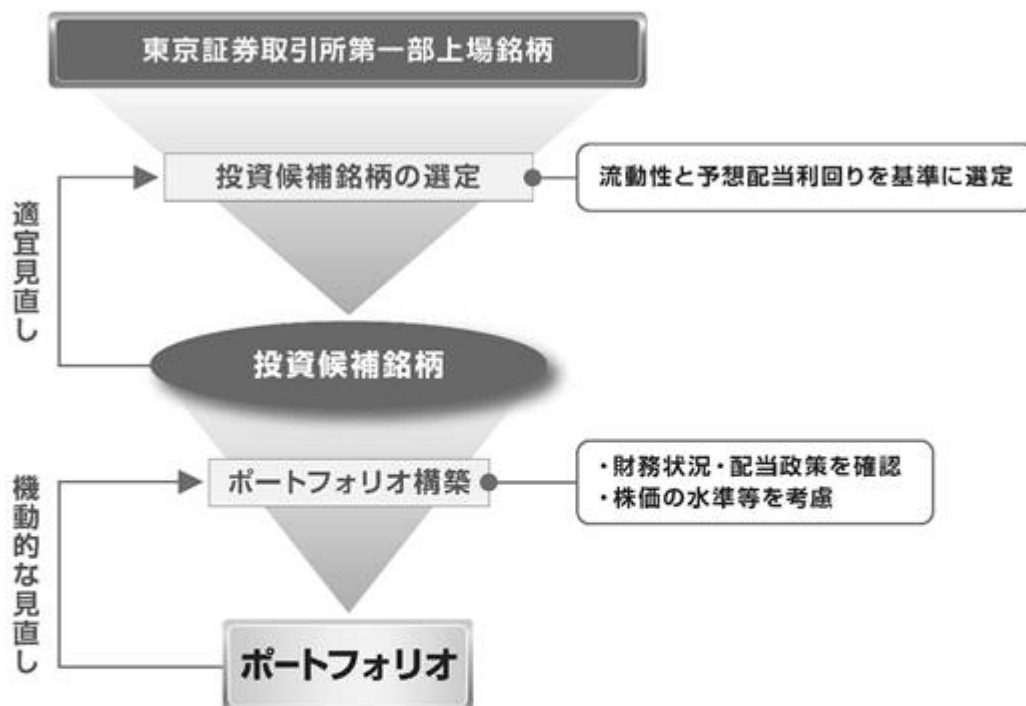 東京証券取引所第一部上場銘柄
投資候補銘柄の選定
流動性と予想配当利回りを基準に選定
適宜見直し
投資候補銘柄
ポートフォリオ構築
・財務状況・配当政策を確認
・株価の水準等を考慮
機動的な見直し
ポートフォリオ